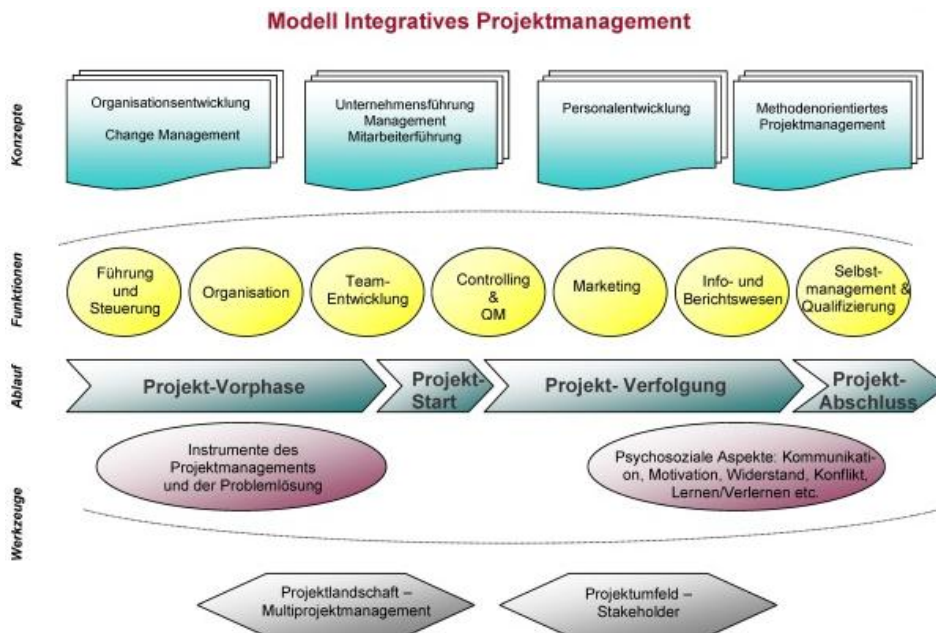 Modell Integratives Projektmanagement
Konzepte
Organisationsentwicklung
Change Management
Unternehmensführung
Management
Mitarbeiterführung
Personalentwicklung
Methodenorientiertes
Projektmanagement
Funktionen
Führung
und
Steuerung
Organisation
Team-
Entwicklung
Controlling
&
QM
Marketing
Info- und
Berichtswesen
Selbst-
management &
Qualifizierung
Ablauf
Projekt-Vorphase
Projekt-
Start
Projekt- Verfolgung
Projekt-
Abschluss
Werkzeuge
Instrumente des
Projektmanagements
und der Problemlösung
Psychosoziale Aspekte: Kommunikati-
on, Motivation, Widerstand, Konflikt,
Lernen/Verlernen etc.
Projektlandschaft –
Multiprojektmanagement
Projektumfeld –
Stakeholder